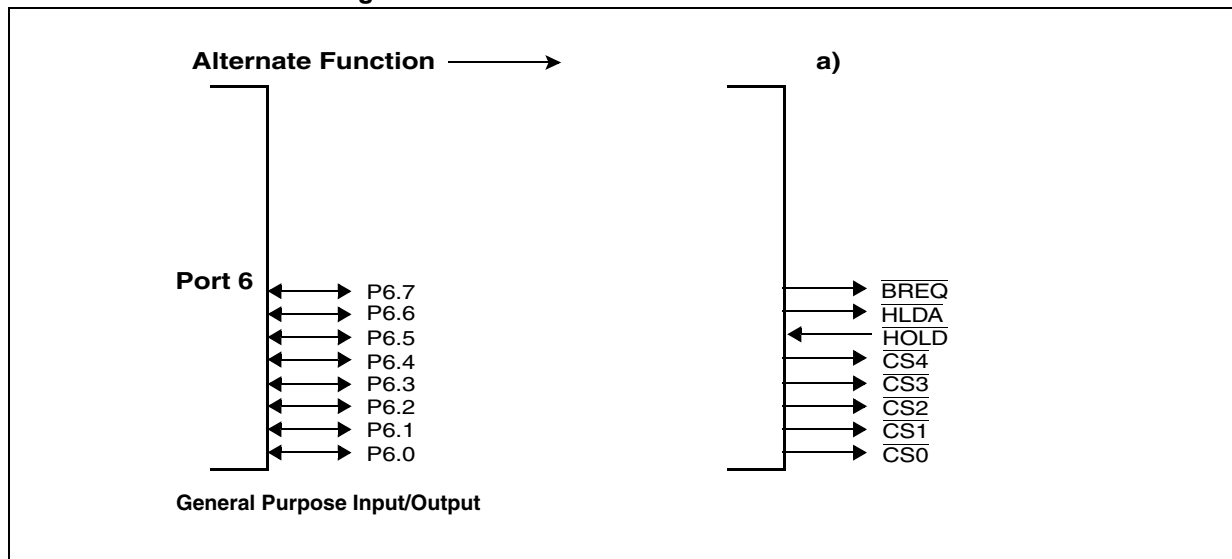 Alternate Function
a)
Port 6
P6.7
P6.6
P6.5
P6.4
P6.3
P6.2
P6.1
P6.0
General Purpose Input/Output
BREQ
HLDA
HOLD
CS4
CS3
CS2
CS1
CS0